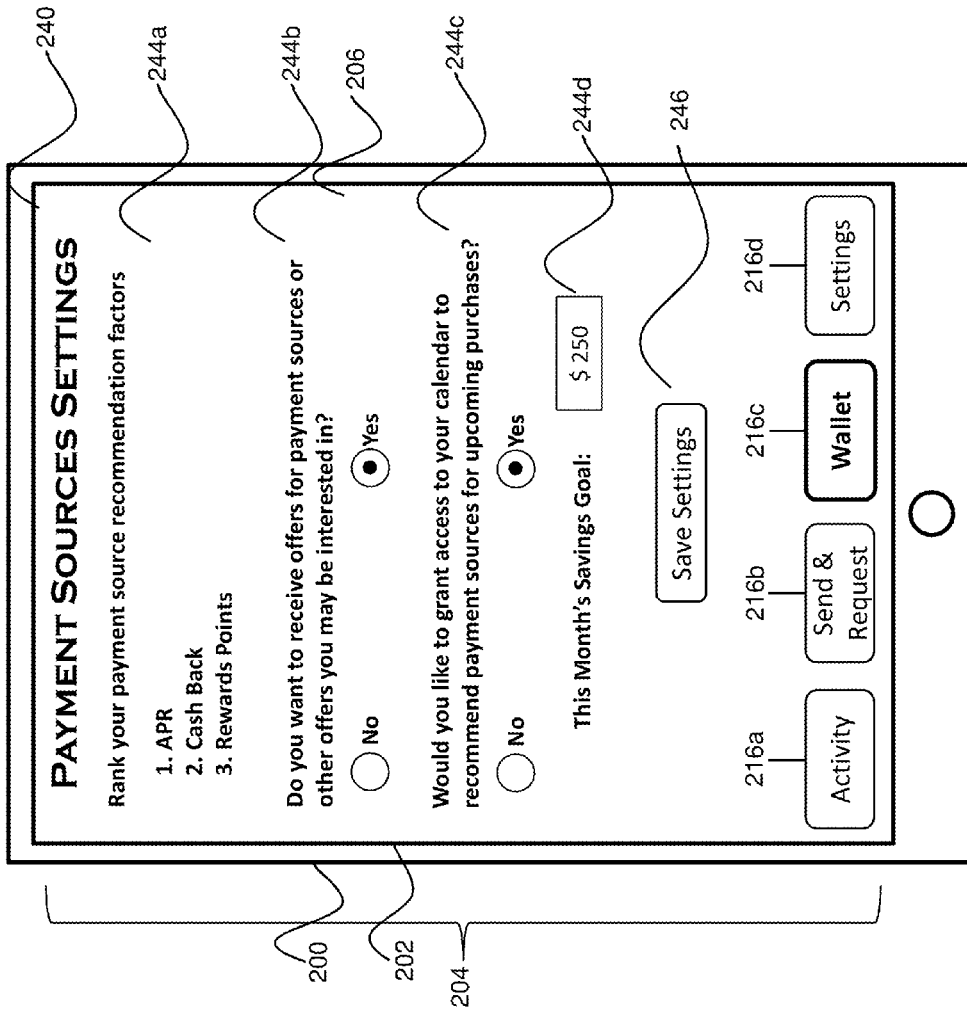 PAYMENT SOURCES SETTINGS
240
Rank your payment source recommendation factors
244a
1. APR
2. Cash Back
3. Rewards Points
Do you want to receive offers for payment sources or
other offers you may be interested in?
244b
No
Yes
206
Would you like to grant access to your calendar to
recommend payment sources for upcoming purchases?
244c
No
Yes
This Month's Savings Goal:
$ 250
244d
Save Settings
246
216a
216b
216c
216d
Activity
Send &
Request
Wallet
Settings
200
202
204